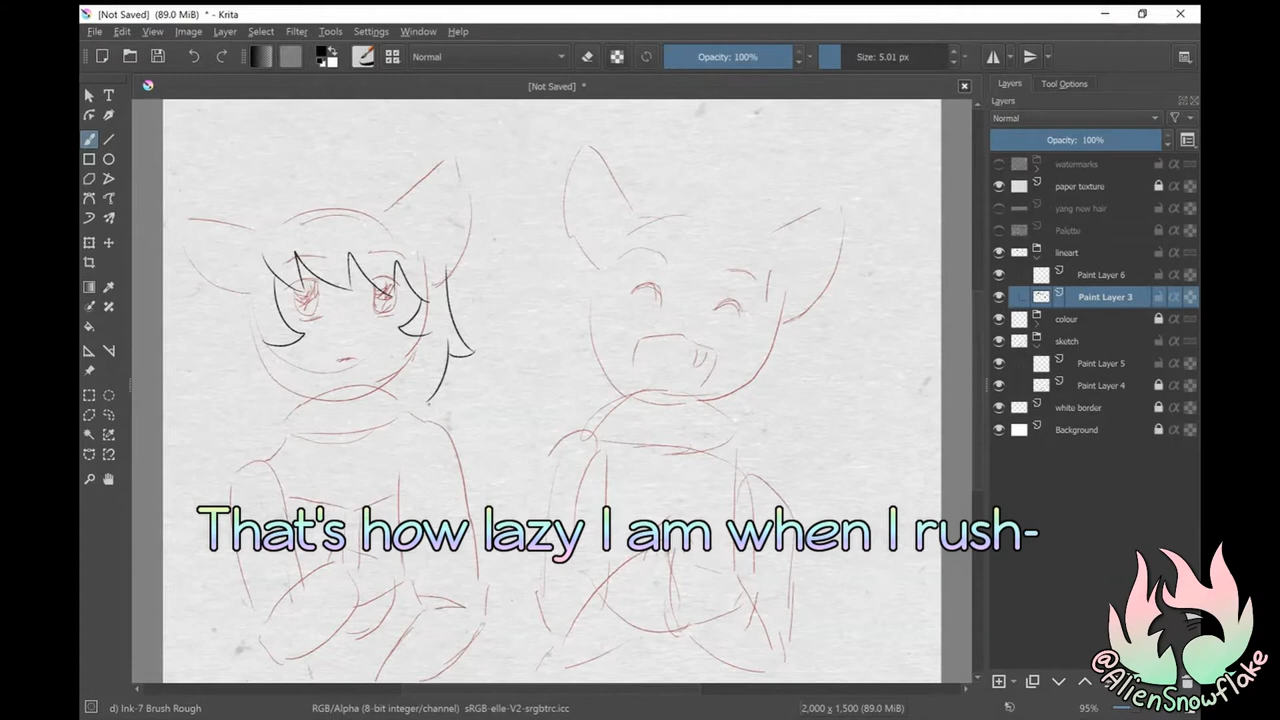 [Not Saved] (89.0 MiB) * - Krita
File Edit View Image Layer Select Filter Tools Settings Window Help
Normal
Opacity: 100%
Size: 5.01 px
[Not Saved] *
Layers
Tool Options
Layers
Normal
Opacity: 100%
watermarks
paper texture
yang new hair
Palette
lineart
Paint Layer 6
Paint Layer 3
colour
sketch
Paint Layer 5
Paint Layer 4
white border
Background
That's how lazy I am when I rush-
@AlienSnowflake
d) Ink-7 Brush Rough
RGB/Alpha (8-bit integer/channel) sRGB-elle-V2-srgbtrc.icc
2,000 x 1,500 (89.0 MiB)
95%